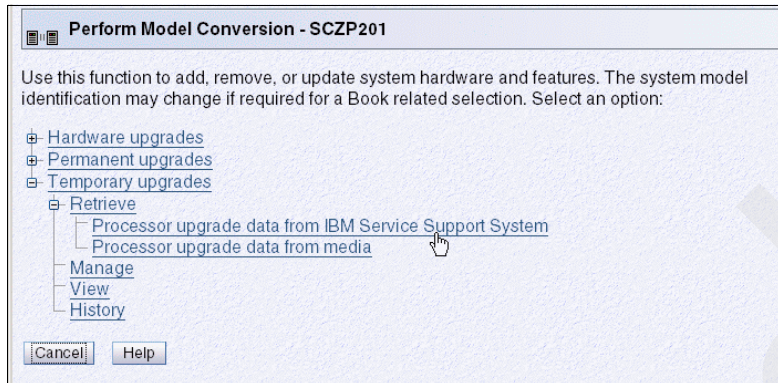 Perform Model Conversion - SCZP201
Use this function to add, remove, or update system hardware and features. The system model
identification may change if required for a Book related selection. Select an option:
Hardware upgrades
Permanent upgrades
Temporary upgrades
Retrieve
Processor upgrade data from IBM Service Support System
Processor upgrade data from media
Manage
View
History
Cancel Help